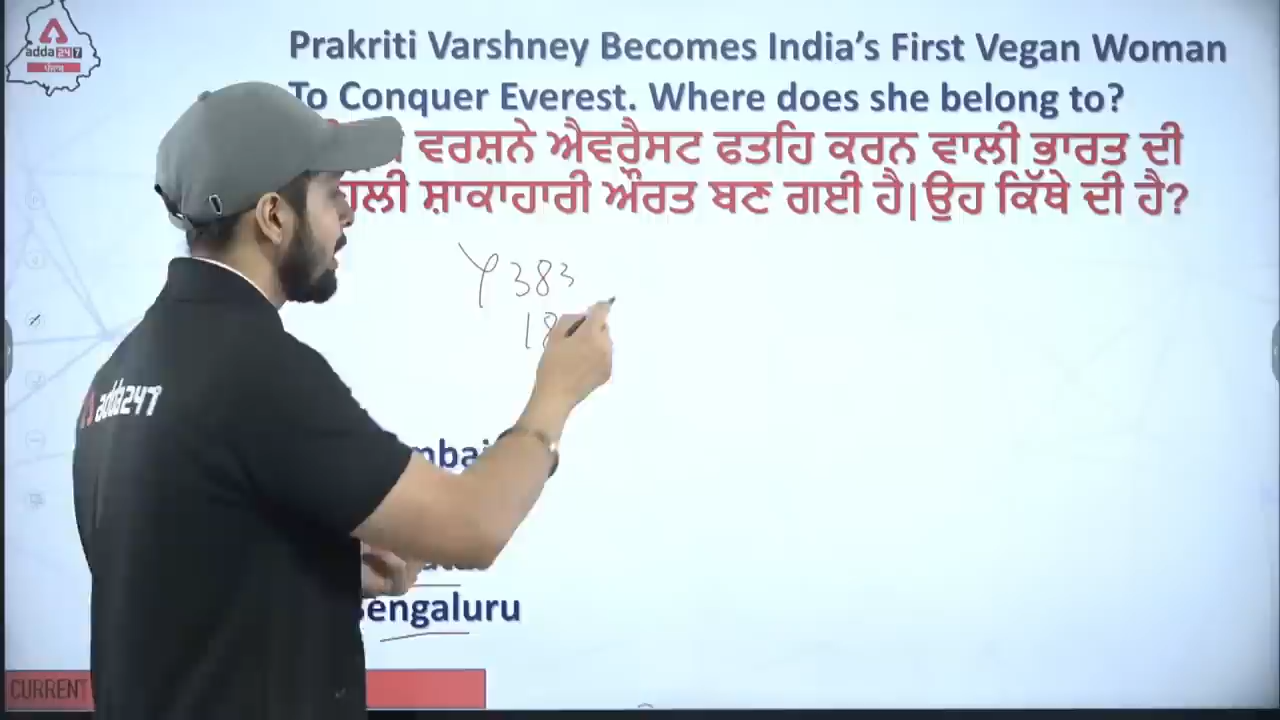 adda247
ਪੰਜਾਬ
Prakriti Varshney Becomes India's First Vegan Woman
To Conquer Everest. Where does she belong to?
ਵਰਸ਼ਨੇ ਐਵਰੈਸਟ ਫਤਹਿ ਕਰਨ ਵਾਲੀ ਭਾਰਤ ਦੀ
ਸ਼ਾਕਾਹਾਰੀ ਔਰਤ ਬਣ ਗਈ ਹੈ|ਉਹ ਕਿੱਥੇ ਦੀ ਹੈ?
383
18
adda247
Bengaluru
CURRENT